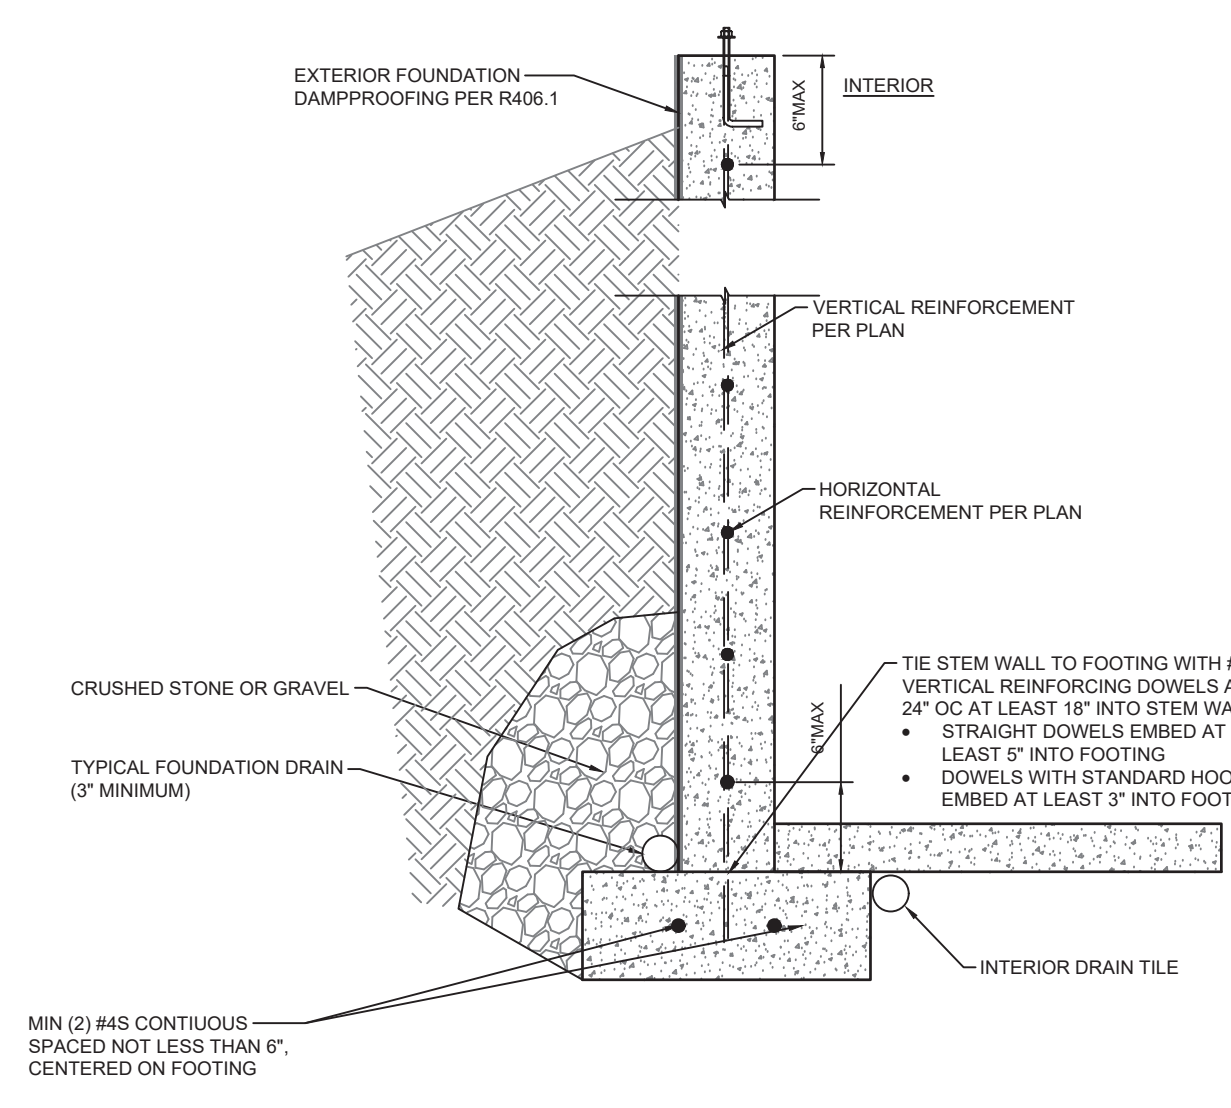 EXTERIOR FOUNDATION
DAMPPROOFING PER R406.1
6"MAX
INTERIOR
VERTICAL REINFORCEMENT
PER PLAN
HORIZONTAL
REINFORCEMENT PER PLAN
TIE STEM WALL TO FOOTING WITH #
VERTICAL REINFORCING DOWELS A
24" OC AT LEAST 18" INTO STEM WA
• STRAIGHT DOWELS EMBED AT
LEAST 5" INTO FOOTING
• DOWELS WITH STANDARD HOO
EMBED AT LEAST 3" INTO FOOT
6"MAX
CRUSHED STONE OR GRAVEL
TYPICAL FOUNDATION DRAIN
(3" MINIMUM)
INTERIOR DRAIN TILE
MIN (2) #4S CONTIUOUS
SPACED NOT LESS THAN 6",
CENTERED ON FOOTING